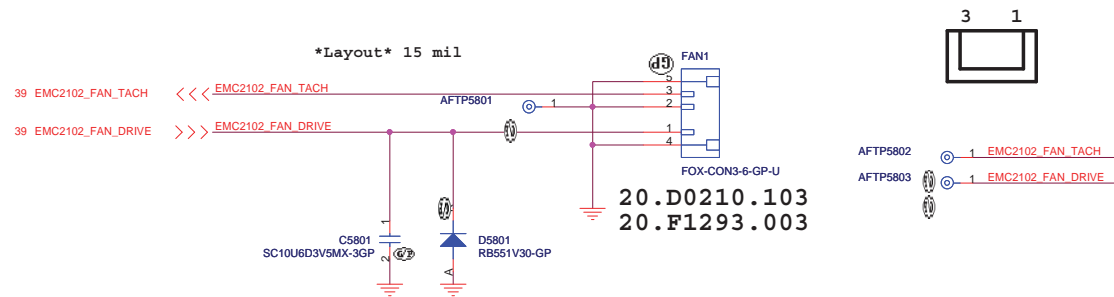 3 1
*Layout* 15 mil
GP
FAN1
5
39 EMC2102_FAN_TACH
EMC2102_FAN_TACH
3
AFTP5801
1
2
39 EMC2102_FAN_DRIVE
EMC2102_FAN_DRIVE
1
4
FOX-CON3-6-GP-U
AFTP5802
1
EMC2102_FAN_TACH
AFTP5803
1
EMC2102_FAN_DRIVE
20.D0210.103
20.F1293.003
1
C5801
SC10U6D3V5MX-3GP
2
D5801
RB551V30-GP
A